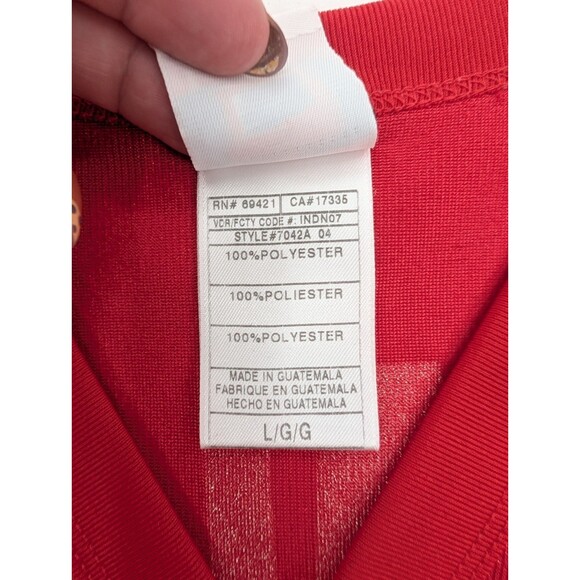 RN# 69421 CA#17335
VDR/FCTY CODE #: INDN07
STYLE#7042A 04
100%POLYESTER
100%POLIESTER
100%POLYESTER
MADE IN GUATEMALA
FABRIQUE EN GUATEMALA
HECHO EN GUATEMALA
L/G/G